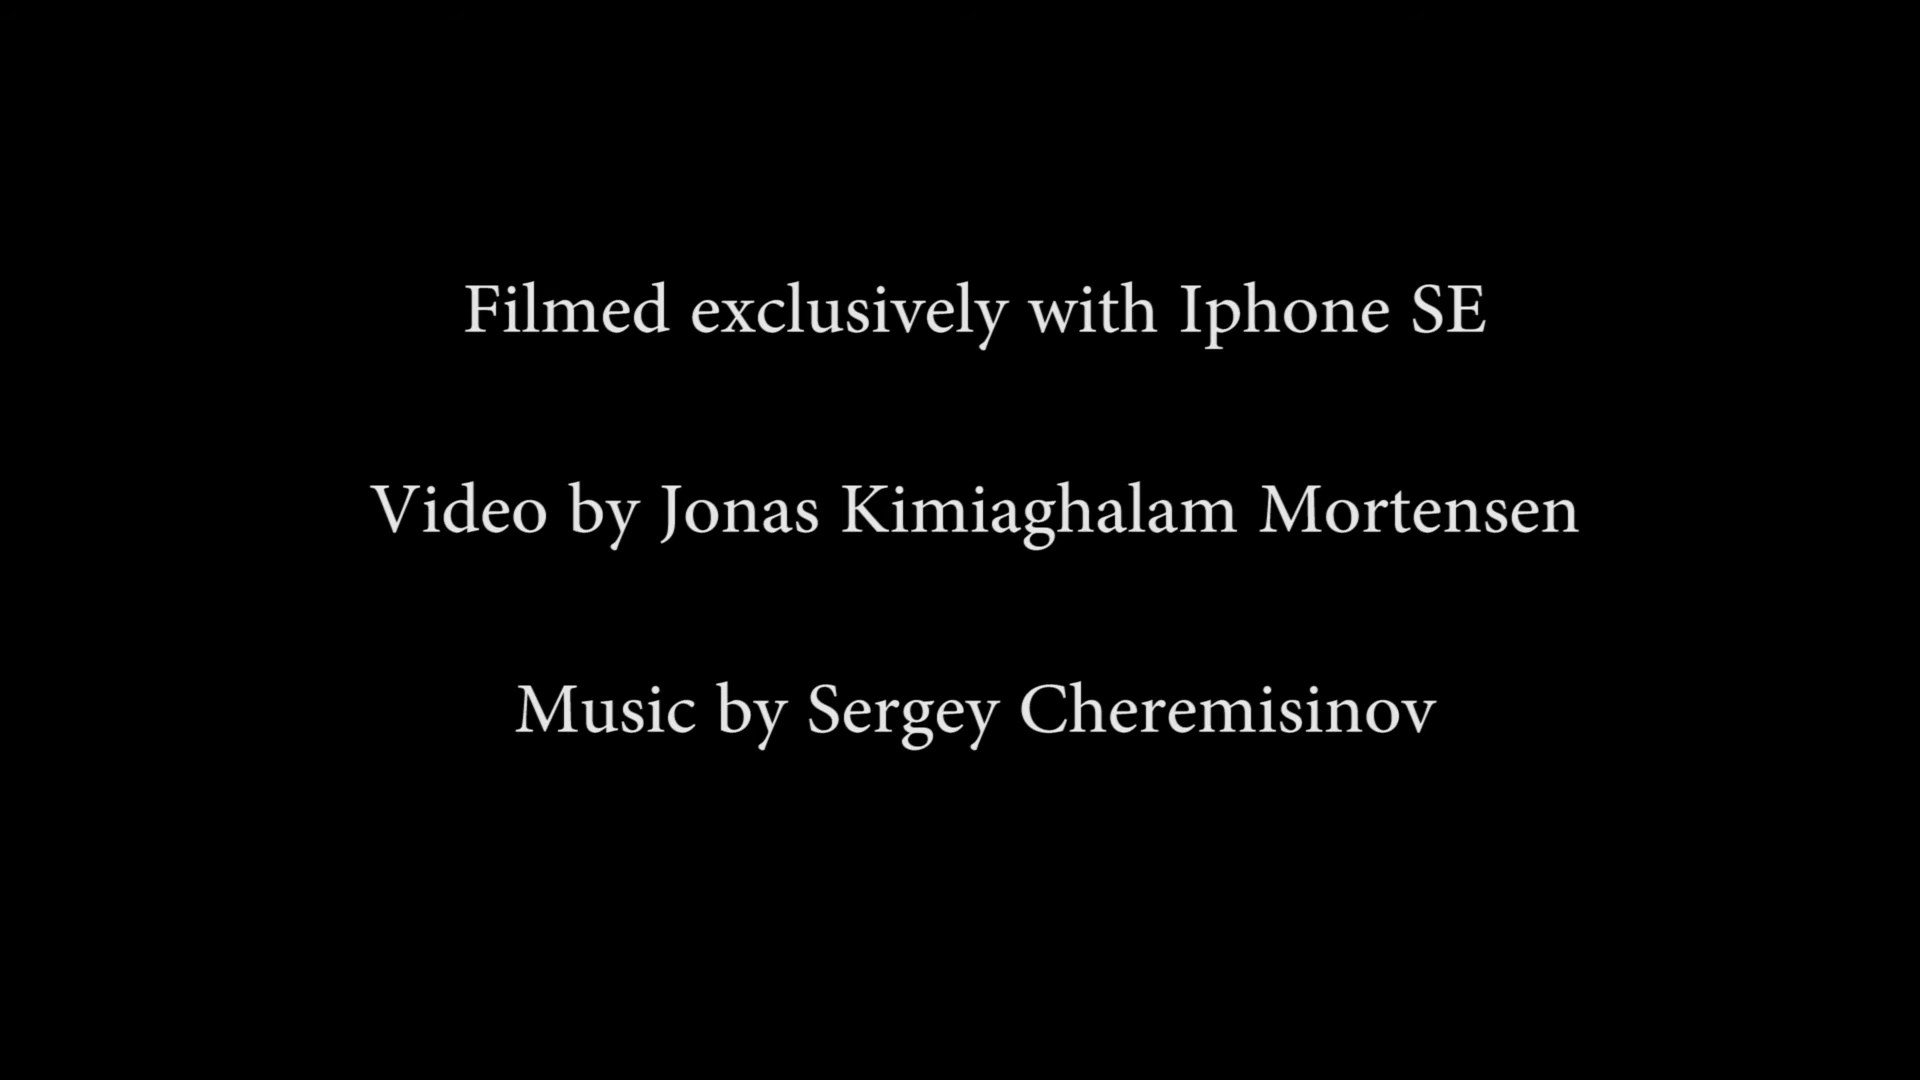 Filmed exclusively with Iphone SE
Video by Jonas Kimiaghalam Mortensen
Music by Sergey Cheremisinov